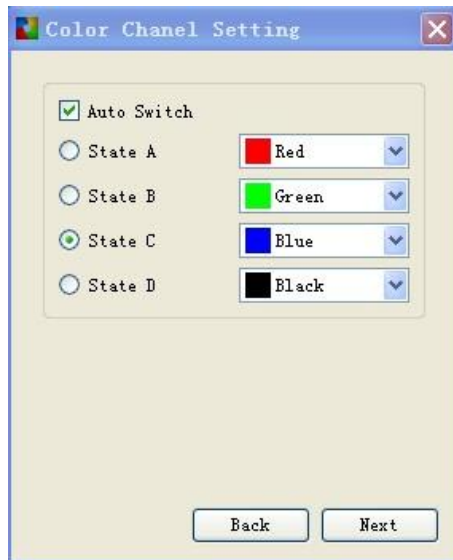 Color Chanel Setting
Auto Switch
State A Red
State B Green
State C Blue
State D Black
Back Next